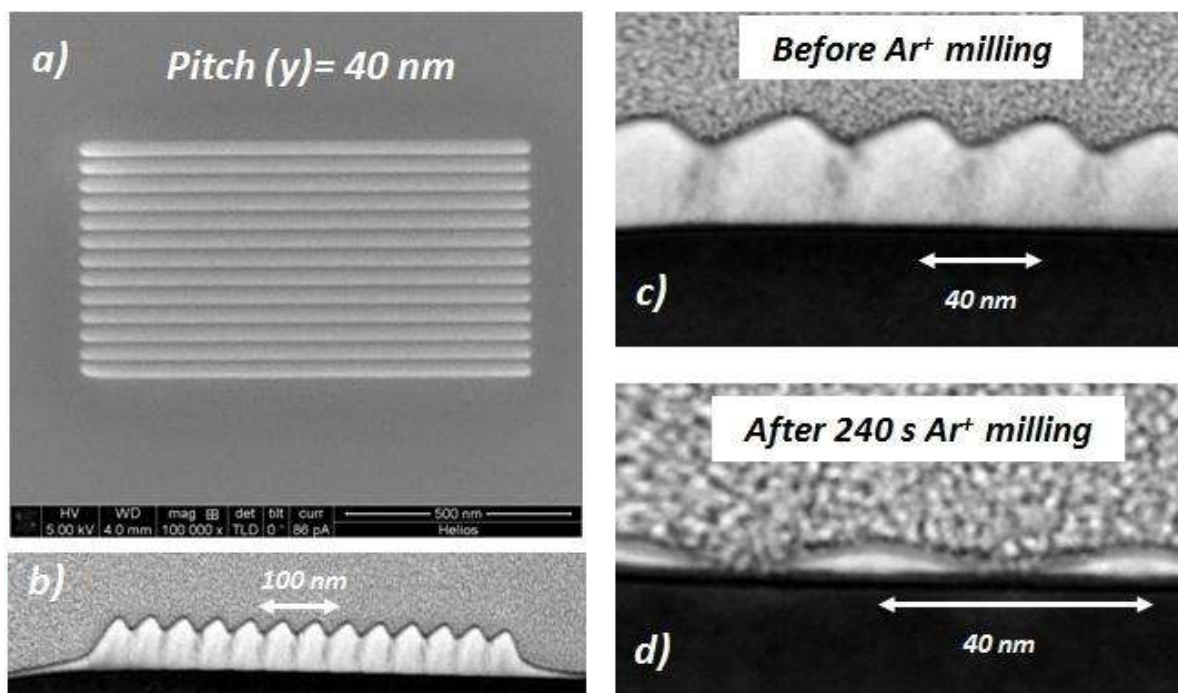 a)
Pitch (y)= 40 nm
HV WD mag ⊞ det tilt curr 500 nm
5.00 kV 4.0 mm 100 000 x TLD 0 ° 86 pA Helios
b)
100 nm
Before Ar⁺ milling
c)
40 nm
After 240 s Ar⁺ milling
d)
40 nm